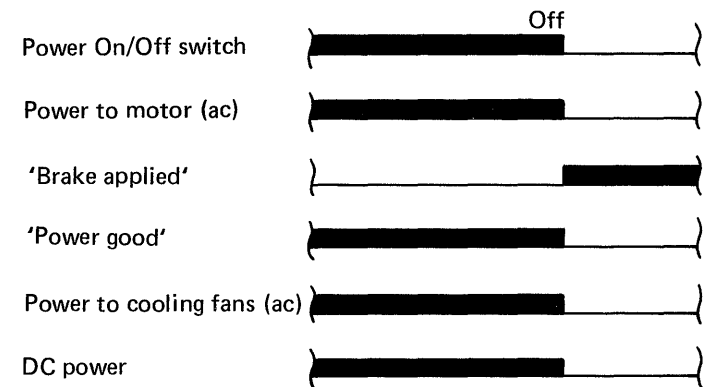 Off
Power On/Off switch
Power to motor (ac)
'Brake applied'
'Power good'
Power to cooling fans (ac)
DC power